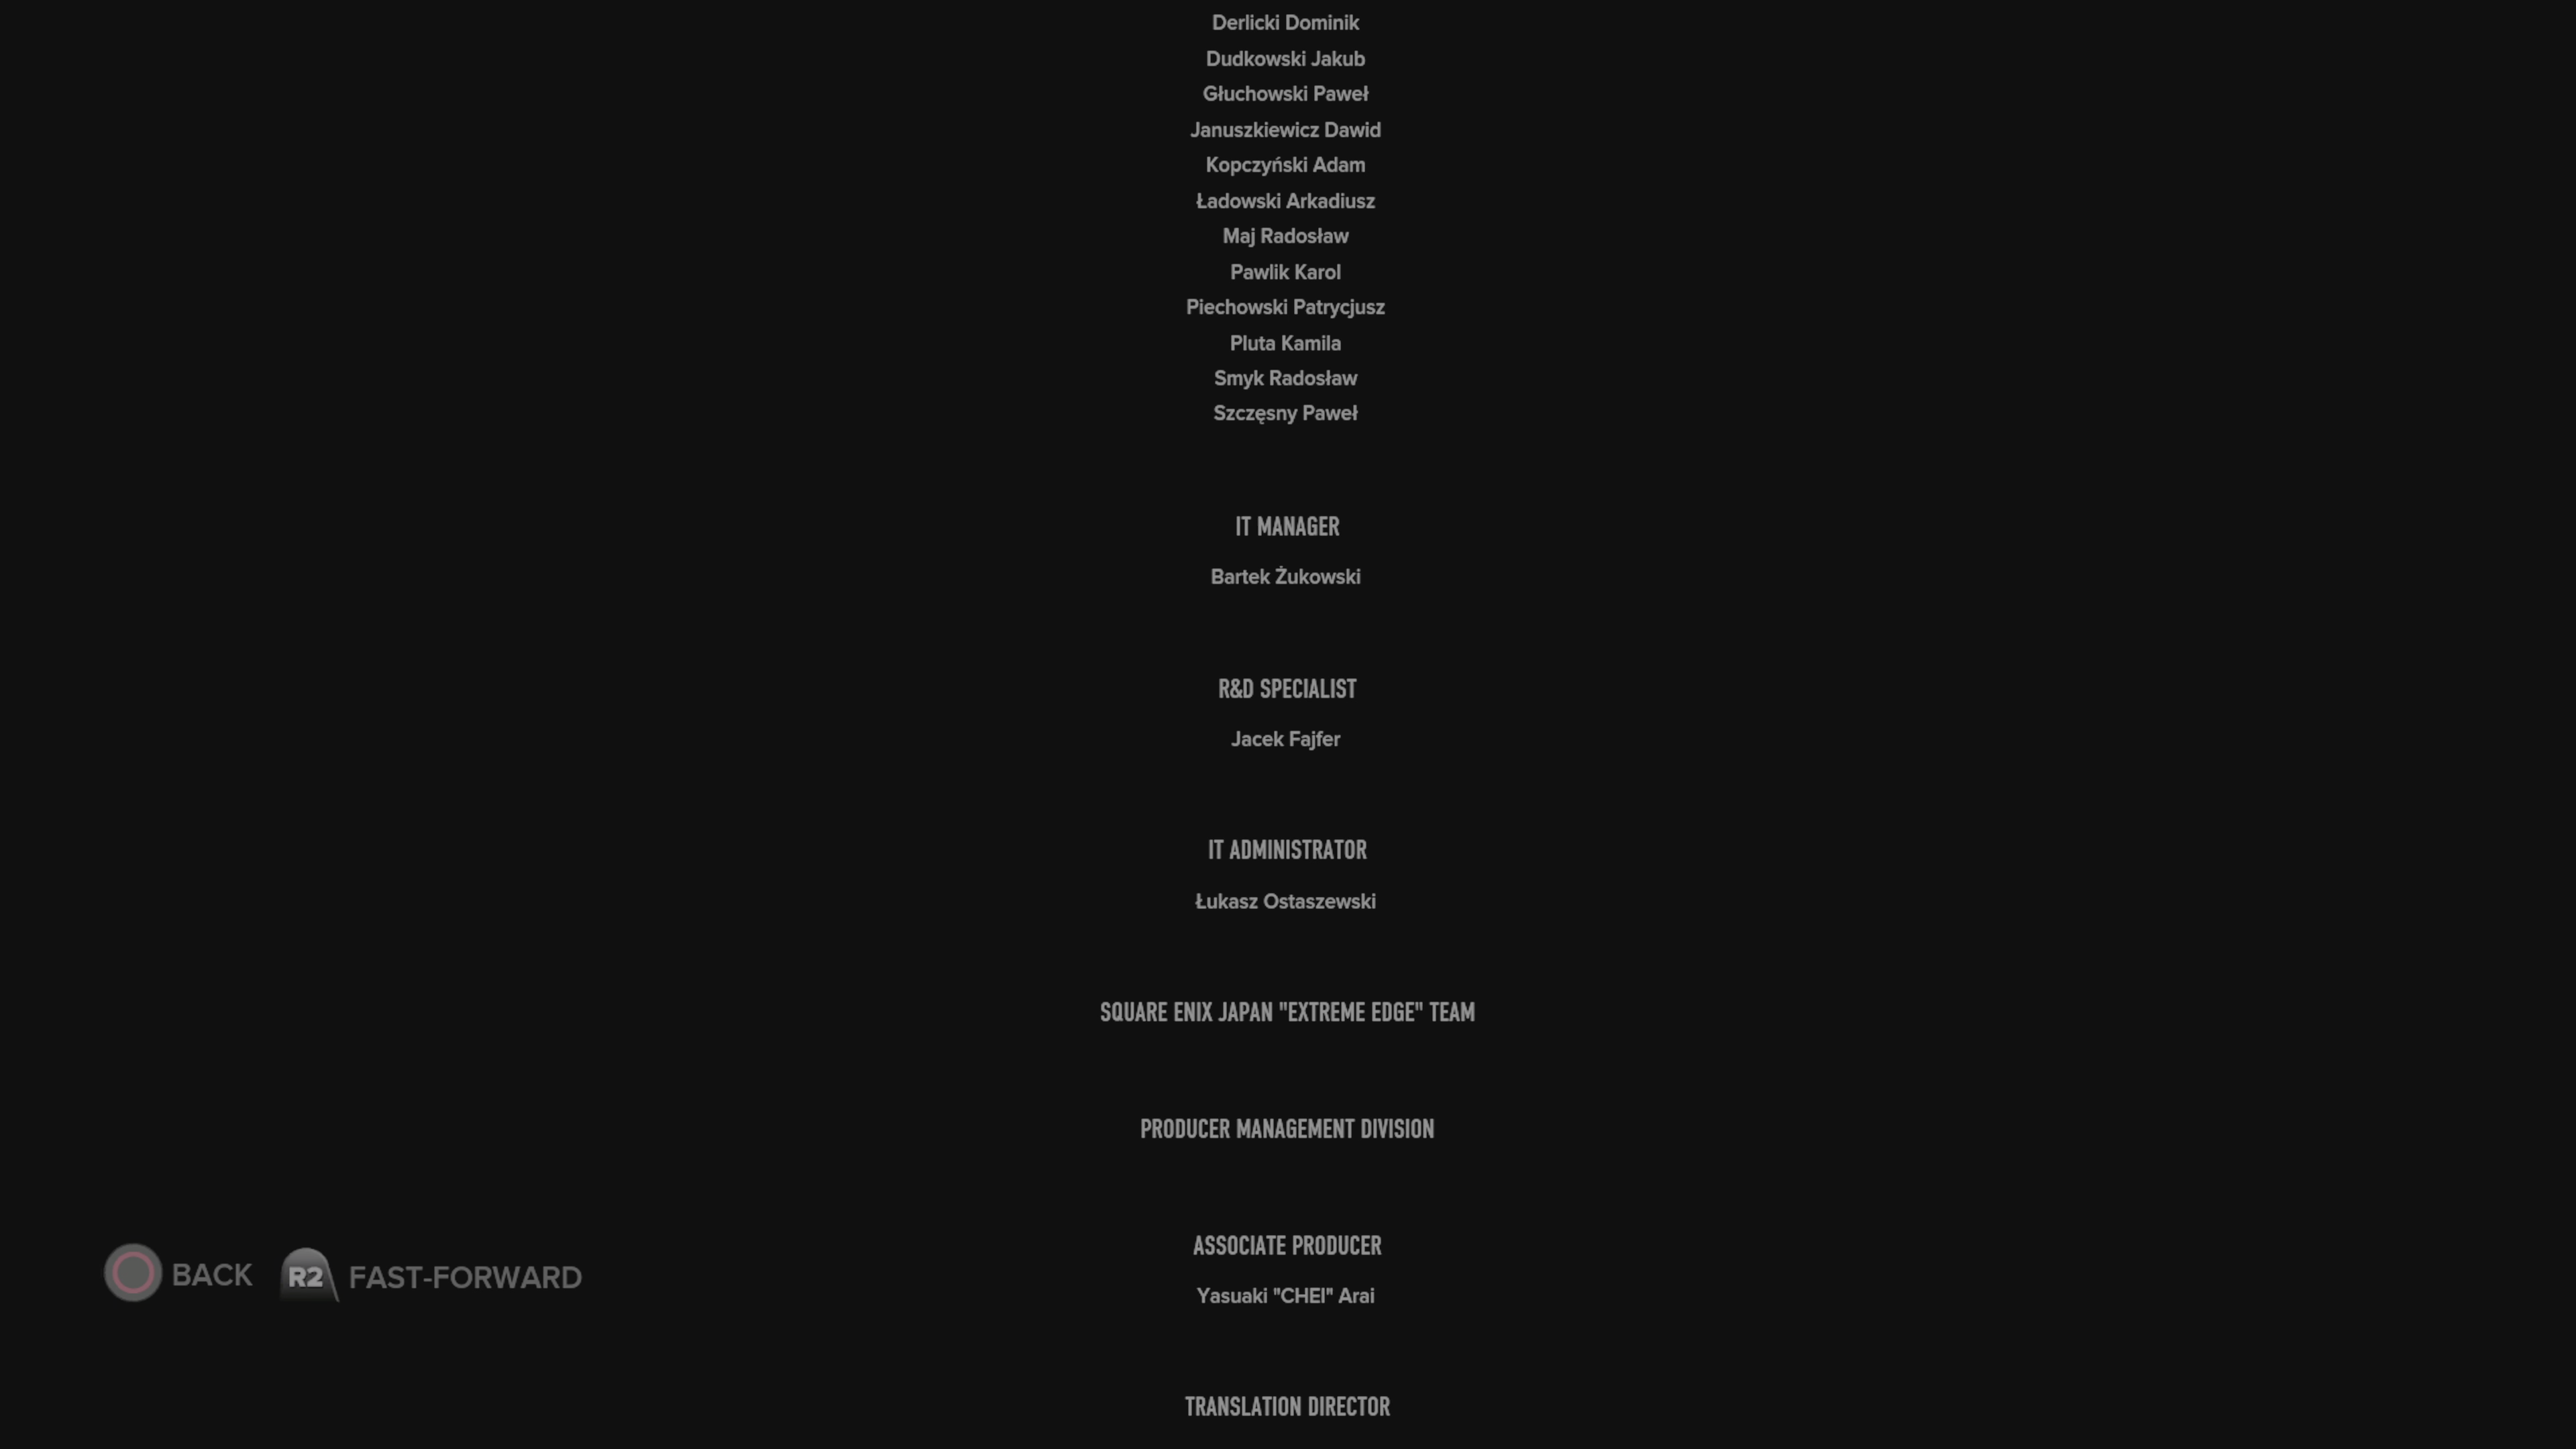 Derlicki Dominik
Dudkowski Jakub
Głuchowski Paweł
Januszkiewicz Dawid
Kopczyński Adam
Ładowski Arkadiusz
Maj Radosław
Pawlik Karol
Piechowski Patrycjusz
Pluta Kamila
Smyk Radosław
Szczęsny Paweł
IT MANAGER
Bartek Żukowski
R&D SPECIALIST
Jacek Fajfer
IT ADMINISTRATOR
Łukasz Ostaszewski
SQUARE ENIX JAPAN "EXTREME EDGE" TEAM
PRODUCER MANAGEMENT DIVISION
ASSOCIATE PRODUCER
Yasuaki "CHEI" Arai
TRANSLATION DIRECTOR
BACK R2 FAST-FORWARD